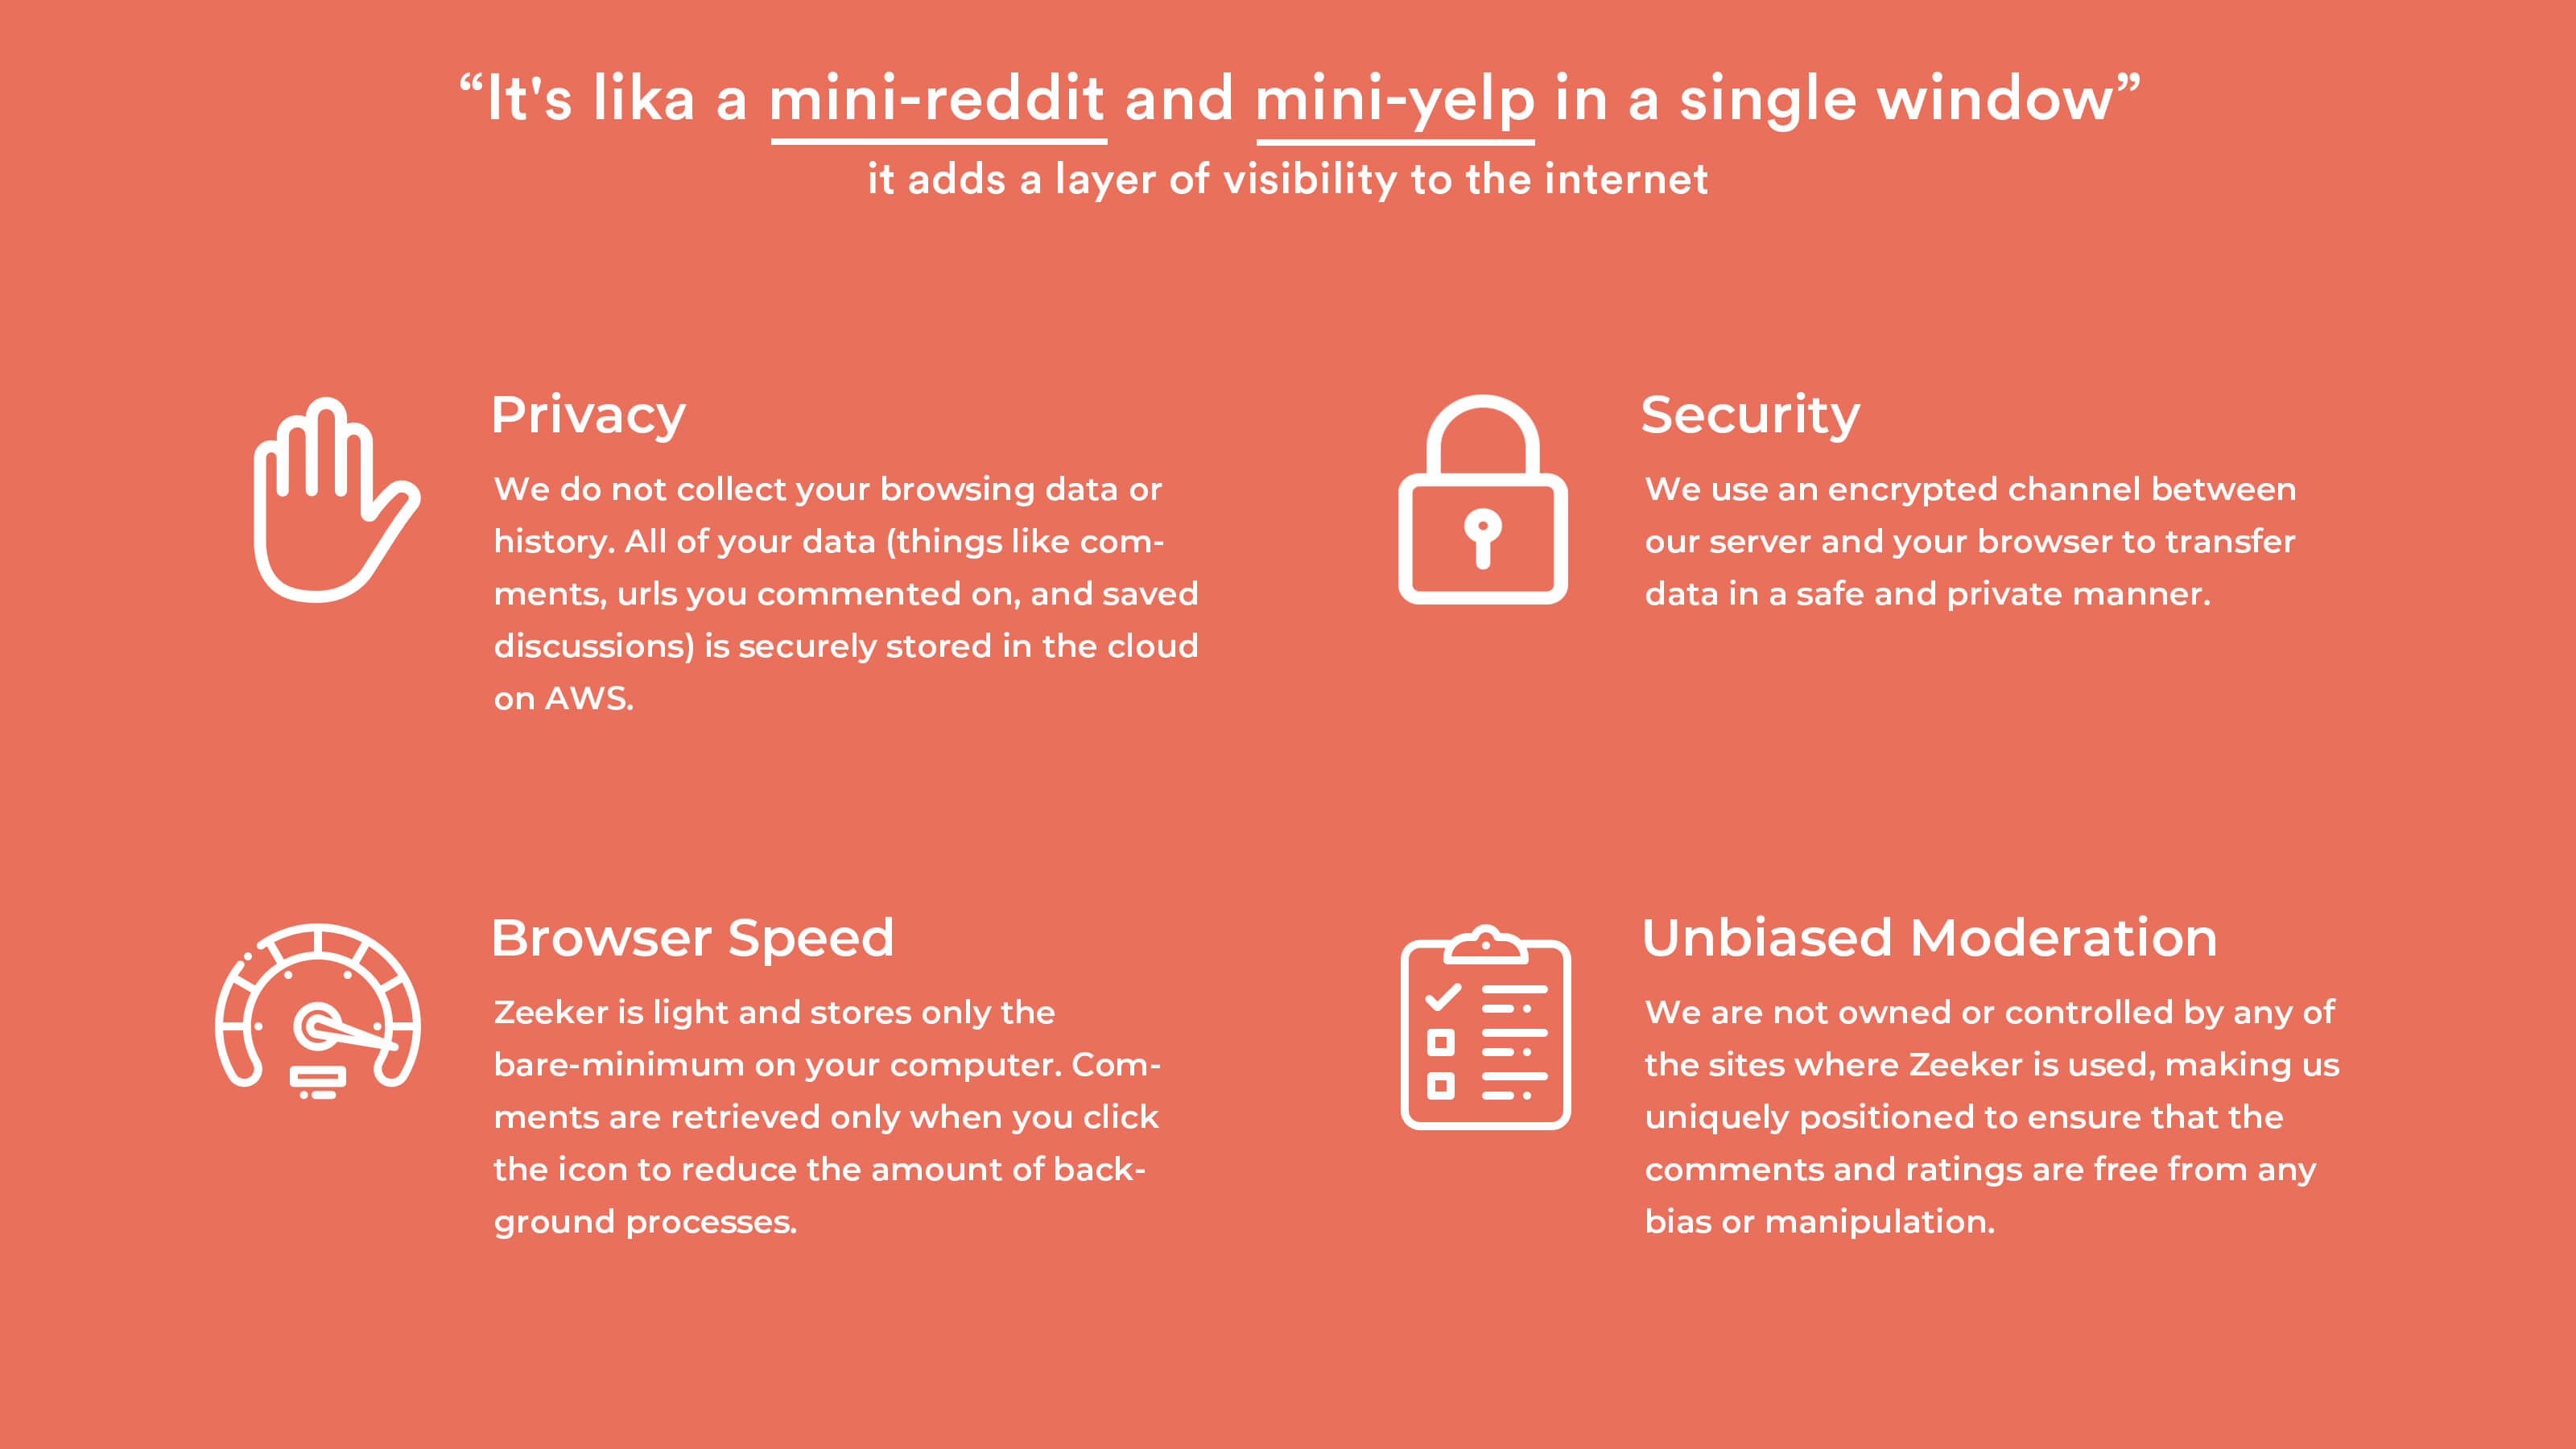 “It's lika a mini-reddit and mini-yelp in a single window”
it adds a layer of visibility to the internet
Privacy
We do not collect your browsing data or
history. All of your data (things like com-
ments, urls you commented on, and saved
discussions) is securely stored in the cloud
on AWS.
Security
We use an encrypted channel between
our server and your browser to transfer
data in a safe and private manner.
Browser Speed
Zeeker is light and stores only the
bare-minimum on your computer. Com-
ments are retrieved only when you click
the icon to reduce the amount of back-
ground processes.
Unbiased Moderation
We are not owned or controlled by any of
the sites where Zeeker is used, making us
uniquely positioned to ensure that the
comments and ratings are free from any
bias or manipulation.